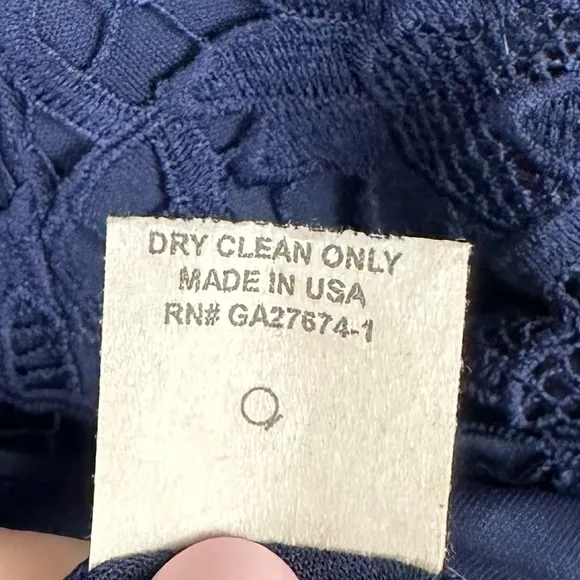 DRY CLEAN ONLY
MADE IN USA
RN# GA27674-1